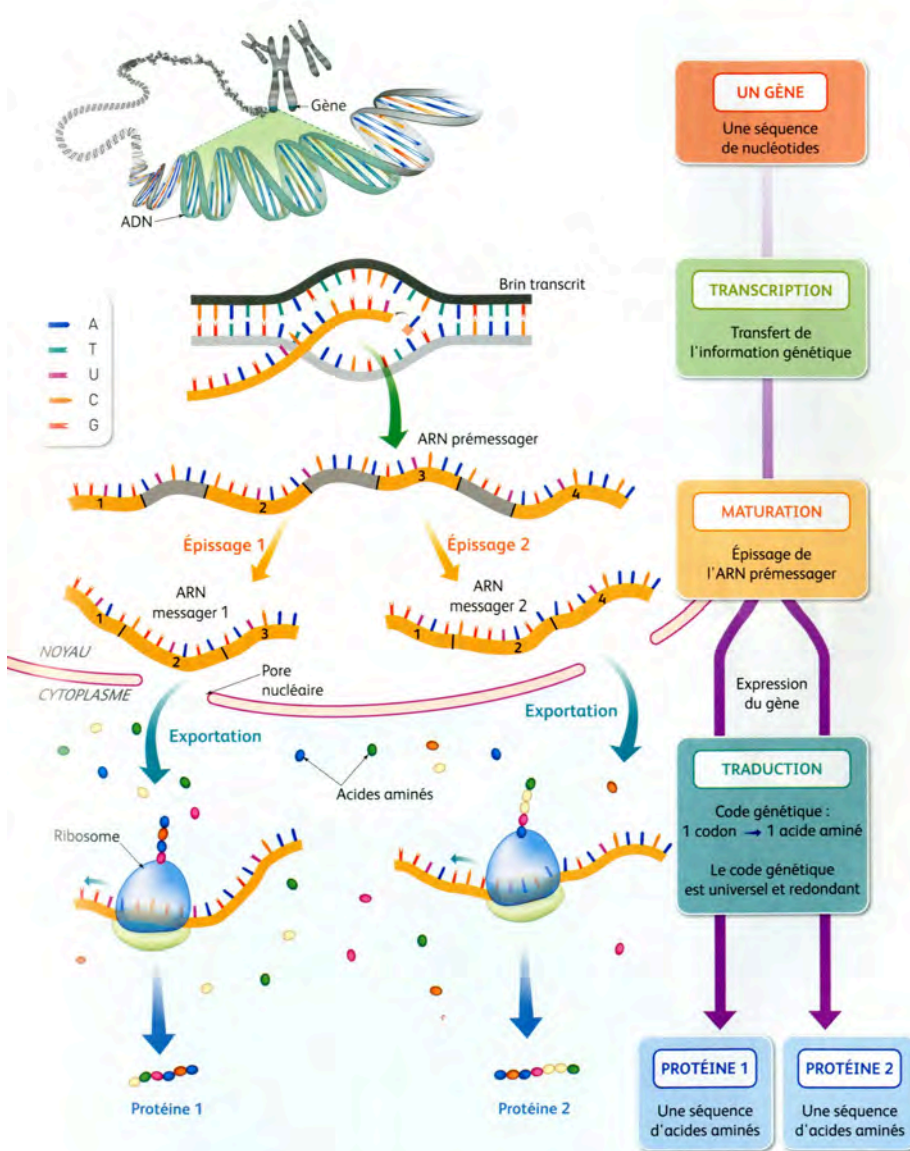 Gène
ADN
Brin transcrit
A
T
U
C
G
ARN prémessager
1
2
3
4
Épissage 1
Épissage 2
ARN
messager 1
1
2
3
ARN
messager 2
1
2
4
NOYAU
CYTOPLASME
Pore
nucléaire
Exportation
Exportation
Acides aminés
Ribosome
Protéine 1
Protéine 2
UN GÈNE
Une séquence
de nucléotides
TRANSCRIPTION
Transfert de
l'information génétique
MATURATION
Épissage de
l'ARN prémessager
Expression
du gène
TRADUCTION
Code génétique :
1 codon → 1 acide aminé
Le code génétique
est universel et redondant
PROTÉINE 1
Une séquence
d'acides aminés
PROTÉINE 2
Une séquence
d'acides aminés